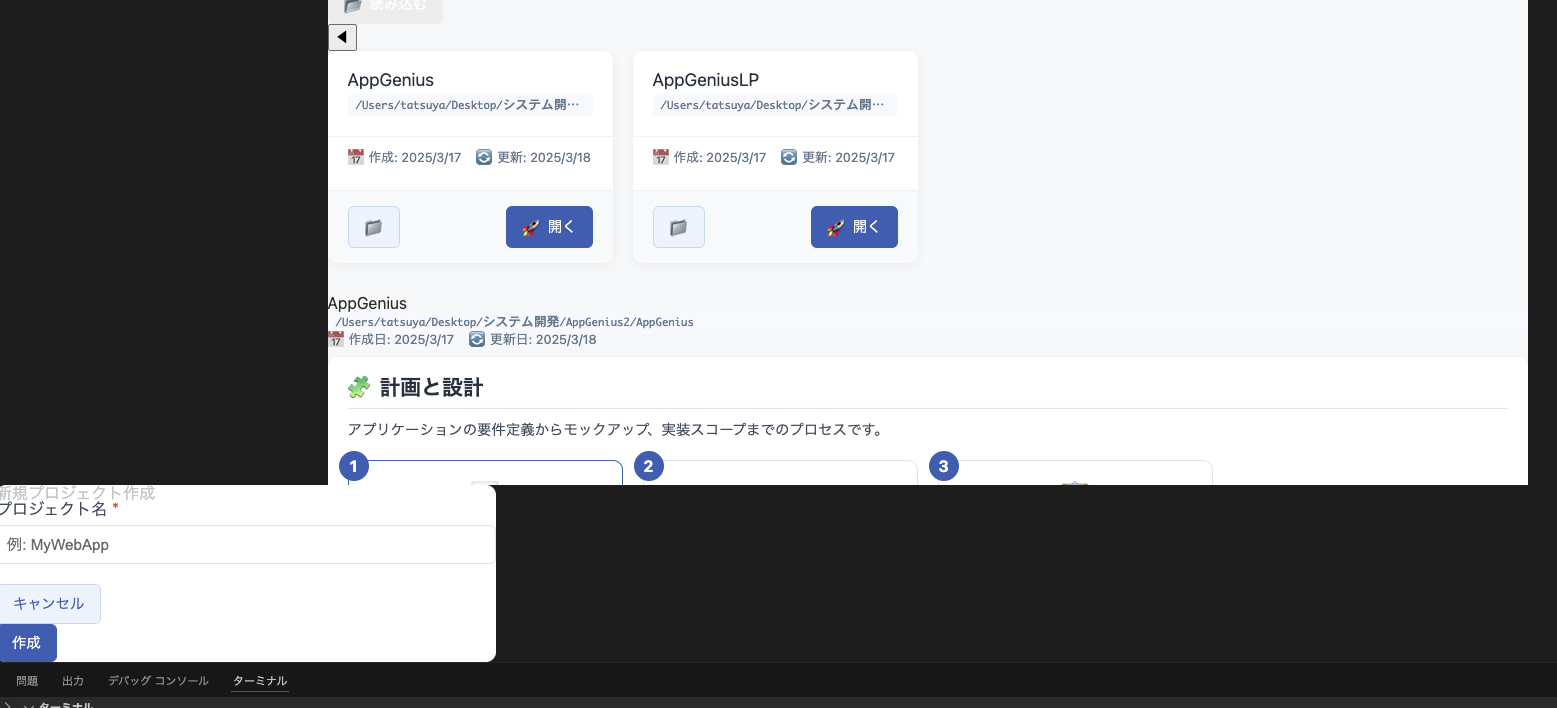 読み込む
AppGenius
/Users/tatsuya/Desktop/システム開…
作成: 2025/3/17 更新: 2025/3/18
開く
AppGeniusLP
/Users/tatsuya/Desktop/システム開…
作成: 2025/3/17 更新: 2025/3/17
開く
AppGenius
/Users/tatsuya/Desktop/システム開発/AppGenius2/AppGenius
作成日: 2025/3/17 更新日: 2025/3/18
計画と設計
アプリケーションの要件定義からモックアップ、実装スコープまでのプロセスです。
1 2 3
新規プロジェクト作成
プロジェクト名 *
例: MyWebApp
キャンセル
作成
問題 出力 デバッグ コンソール ターミナル
ターミナル